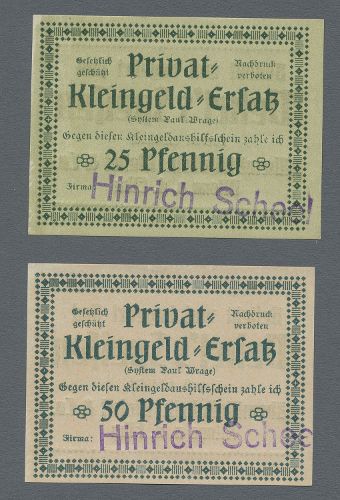 Gesetzlich geschützt
Nachdruck verboten
Privat-
Kleingeld-Ersatz
(System Paul Wrage)
Gegen diesen Kleingeldaushilfsschein zahle ich
25 Pfennig
Firma: Hinrich Scheel
Gesetzlich geschützt
Nachdruck verboten
Privat-
Kleingeld-Ersatz
(System Paul Wrage)
Gegen diesen Kleingeldaushilfsschein zahle ich
50 Pfennig
Firma: Hinrich Schee